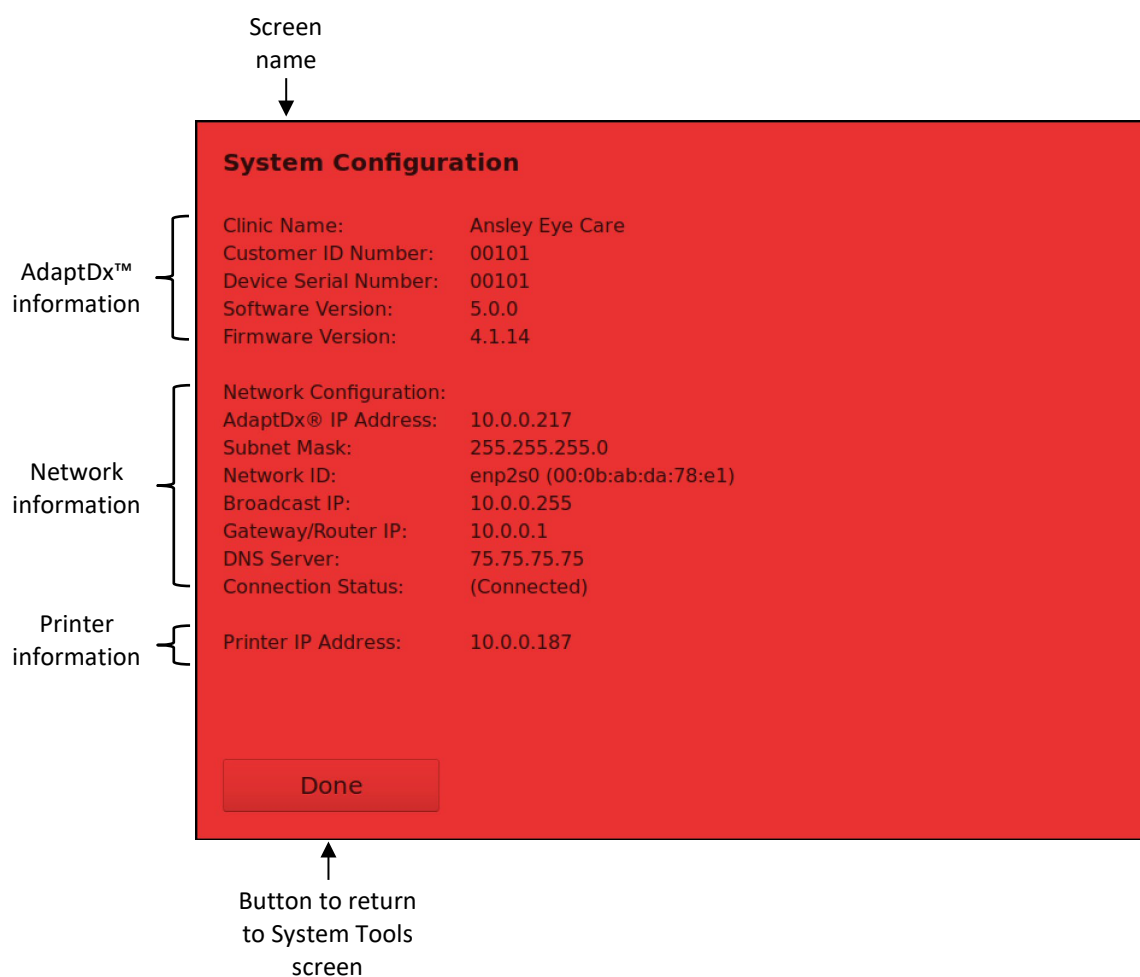 Screen
name
System Configuration
AdaptDx™
information
Clinic Name: Ansley Eye Care
Customer ID Number: 00101
Device Serial Number: 00101
Software Version: 5.0.0
Firmware Version: 4.1.14
Network
information
Network Configuration:
AdaptDx® IP Address: 10.0.0.217
Subnet Mask: 255.255.255.0
Network ID: enp2s0 (00:0b:ab:da:78:e1)
Broadcast IP: 10.0.0.255
Gateway/Router IP: 10.0.0.1
DNS Server: 75.75.75.75
Connection Status: (Connected)
Printer
information
Printer IP Address: 10.0.0.187
Done
Button to return
to System Tools
screen